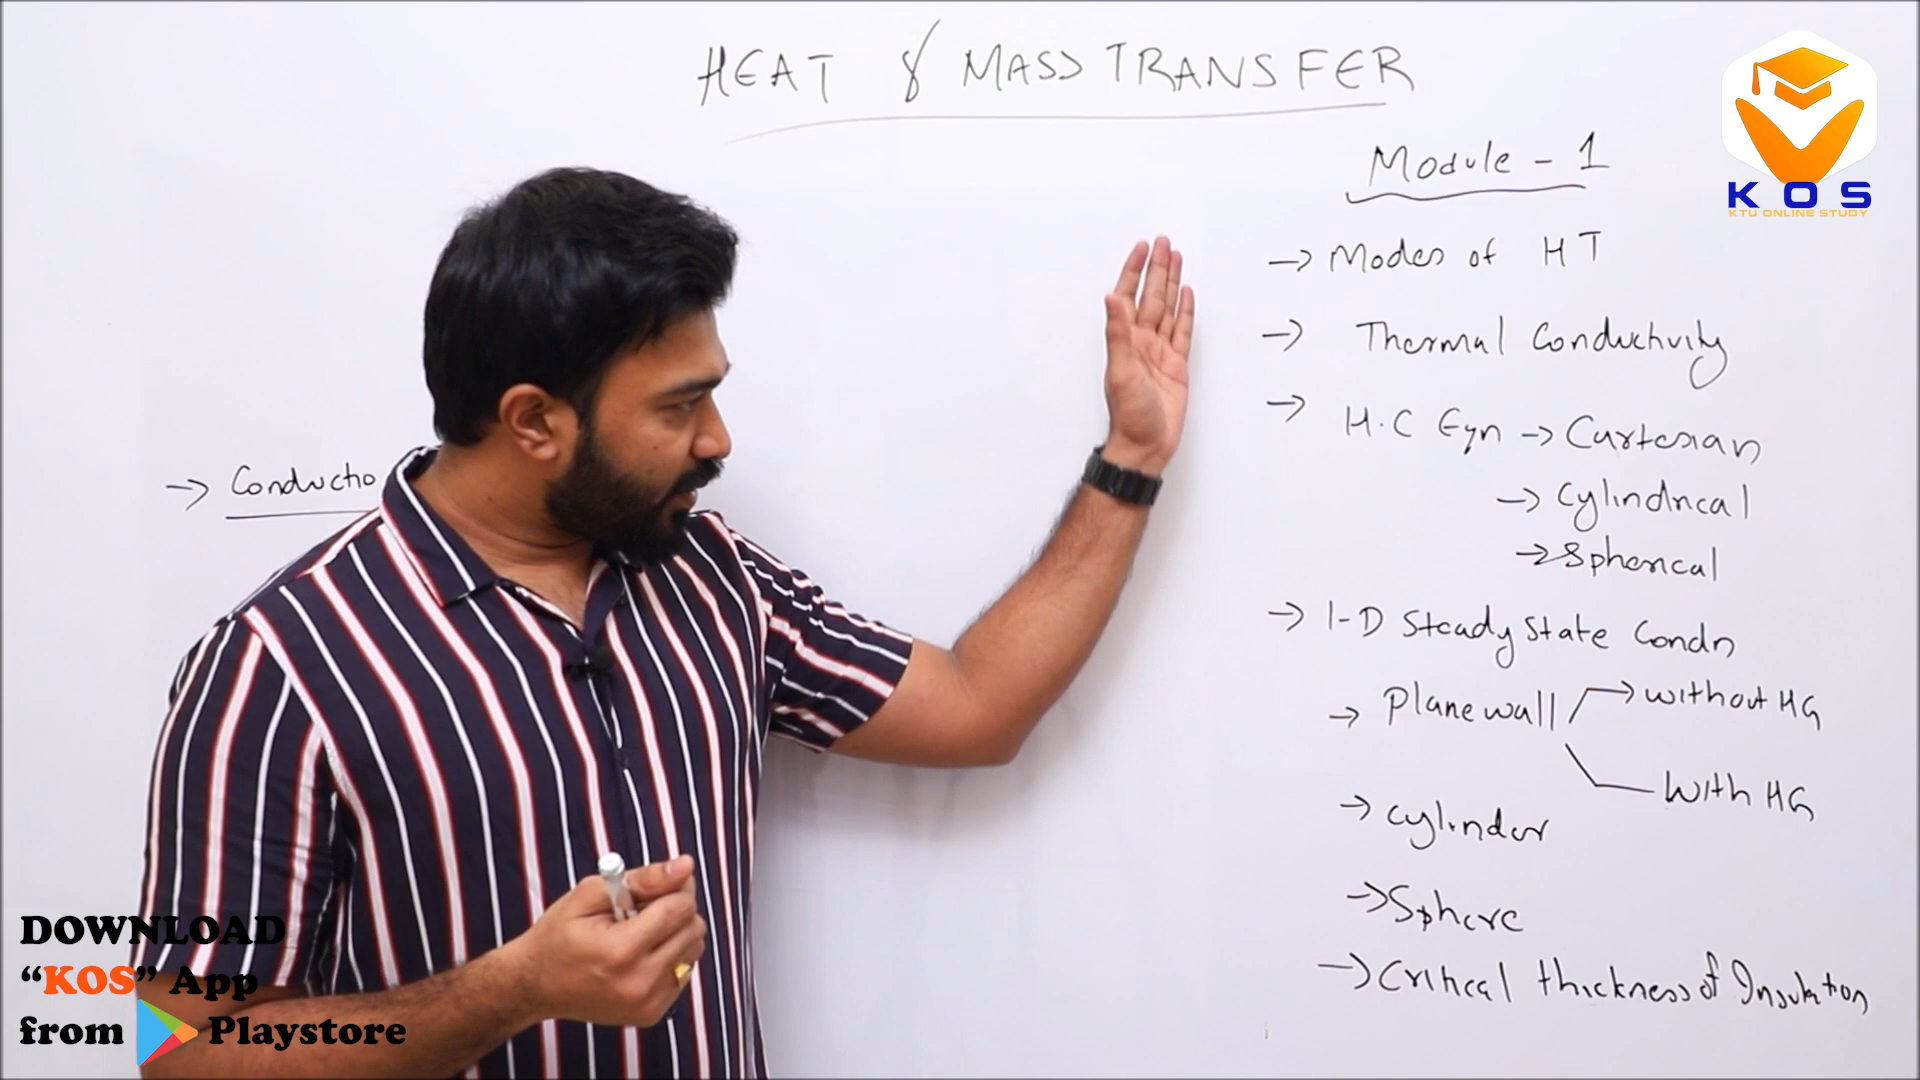 HEAT & MASS TRANSFER
Module - 1
K O S
KTU ONLINE STUDY
→ Modes of HT
→ Thermal Conductivity
→ H.C Eqn → Cartesian
→ Cylindrical
→ Spherical
→ Conductio
→ 1-D Steady State Condn
→ Plane wall → without HG
With HG
→ cylinder
→ Sphere
→ Critical thickness of Insulation
DOWNLOAD
“KOS” App
from Playstore